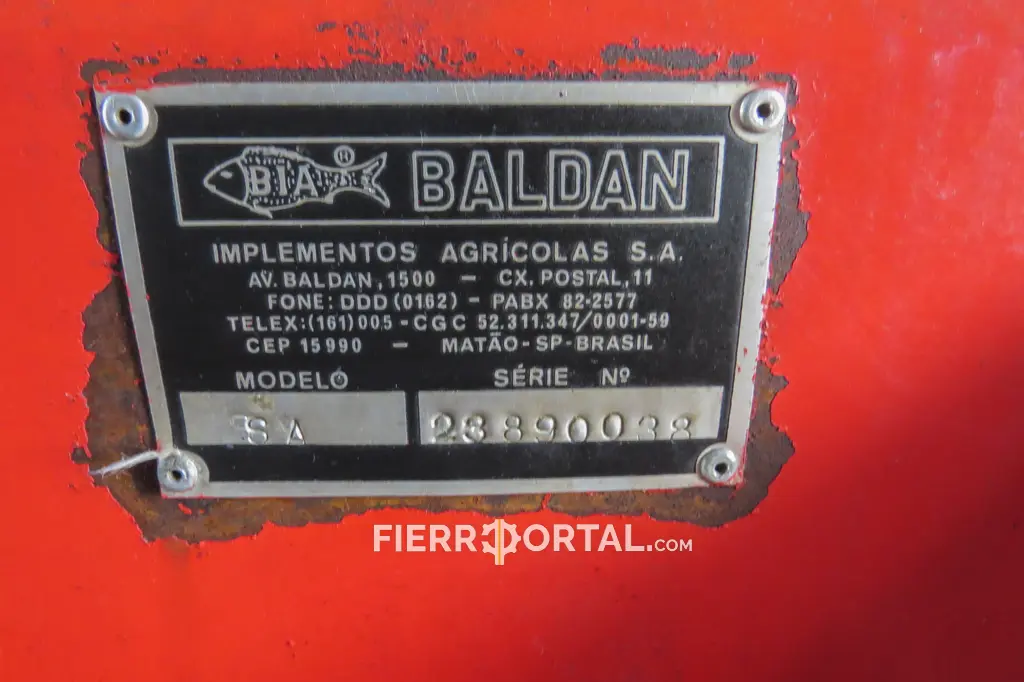 BIA ® BALDAN
IMPLEMENTOS AGRÍCOLAS S.A.
AV. BALDAN, 1500 - CX. POSTAL, 11
FONE: DDD (0162) - PABX 82-2577
TELEX:(161)005-CGC 52.311.347/0001-59
CEP 15990 - MATÃO-SP-BRASIL
MODELO SÉRIE Nº
SA 23890038
FIERROPORTAL.COM